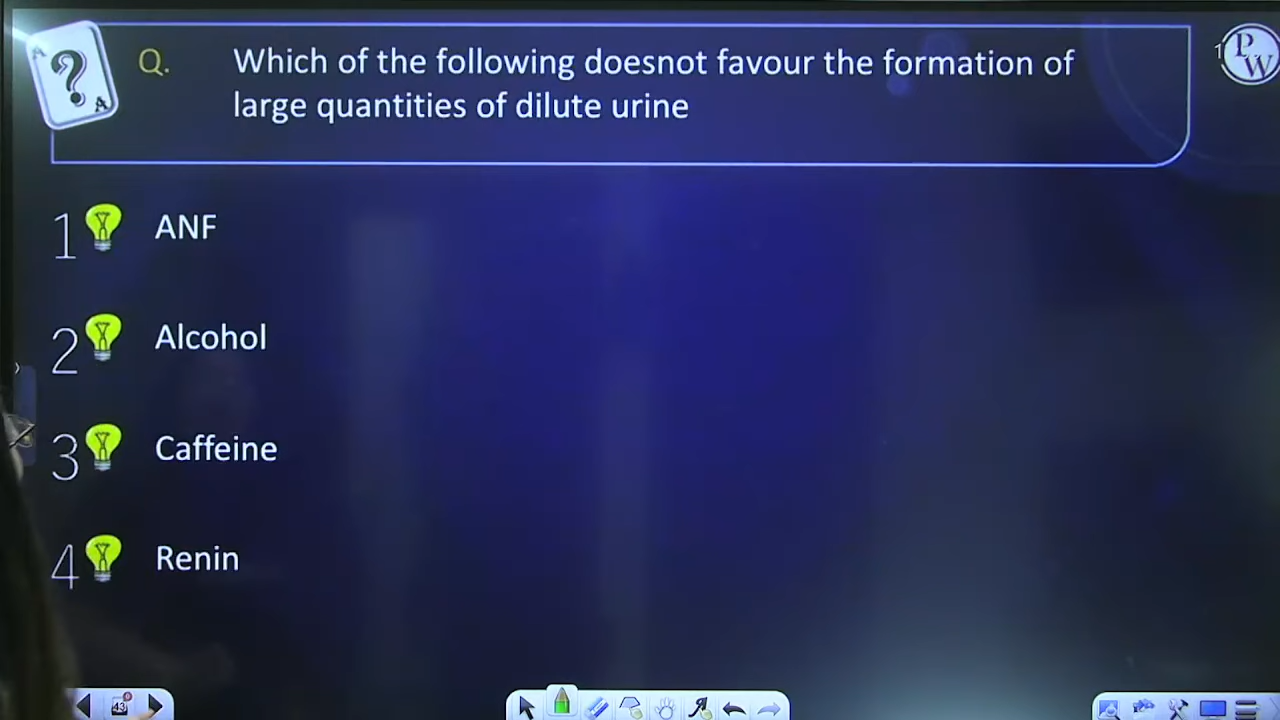 Q. Which of the following doesnot favour the formation of
large quantities of dilute urine
1 ANF
2 Alcohol
3 Caffeine
4 Renin
P
W
?
A
A
43